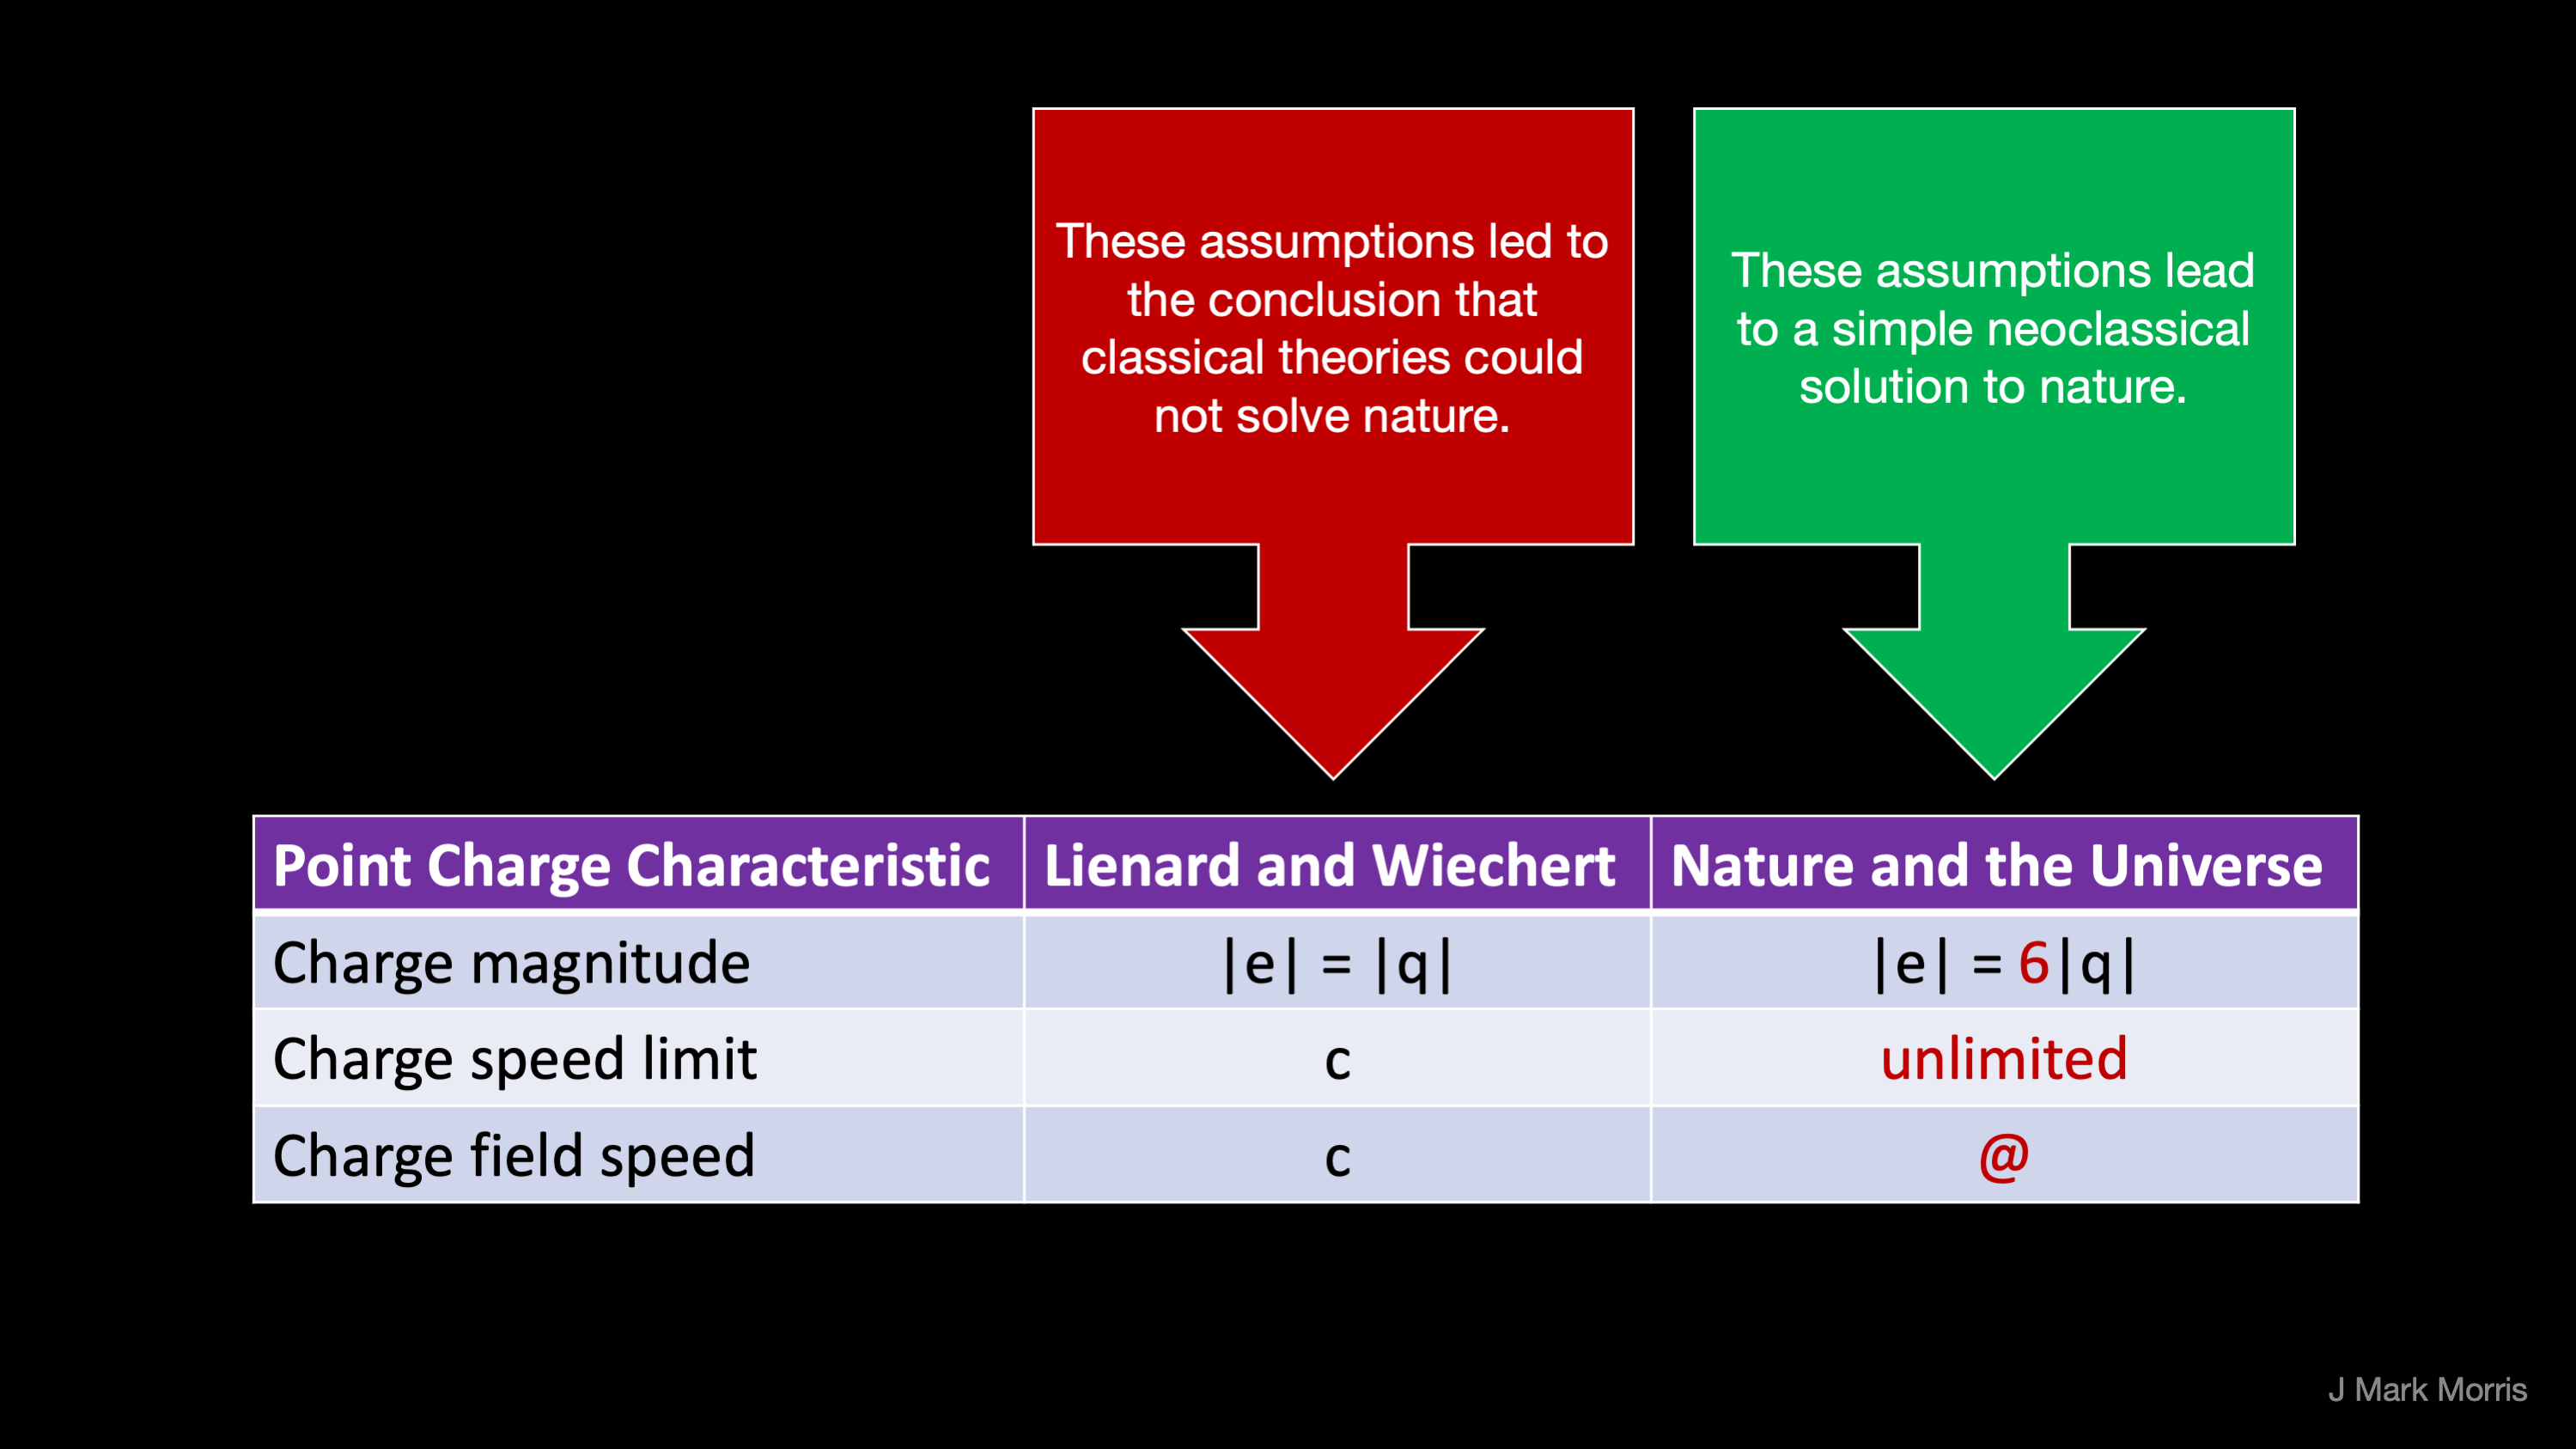 These assumptions led to
the conclusion that
classical theories could
not solve nature.
These assumptions lead
to a simple neoclassical
solution to nature.
Point Charge Characteristic Lienard and Wiechert Nature and the Universe
Charge magnitude |e| = |q| |e| = 6|q|
Charge speed limit c unlimited
Charge field speed c @
J Mark Morris